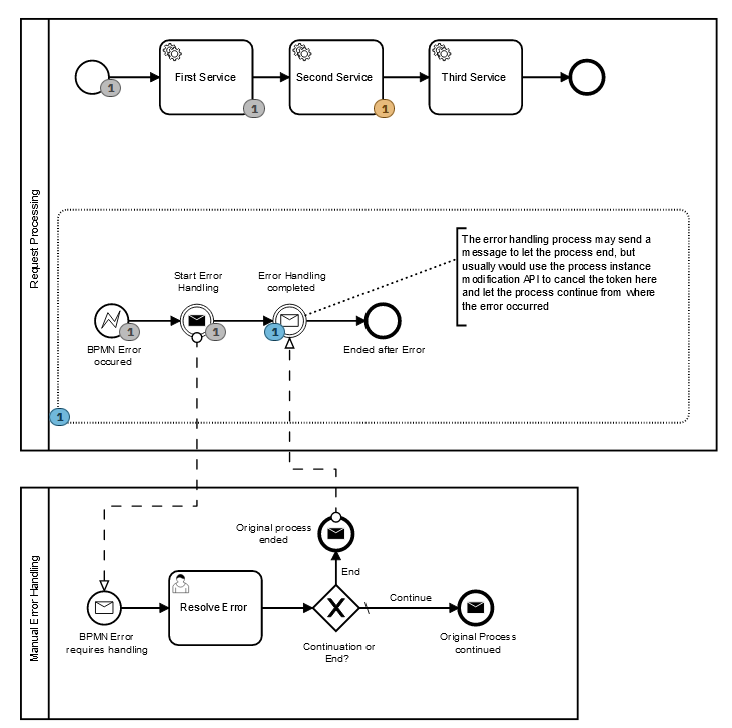 First Service
Second Service
Third Service
1
1
1
Request Processing
The error handling process may send a
message to let the process end, but
usually would use the process instance
modification API to cancel the token here
and let the process continue from where
the error occurred
Start Error
Handling
Error Handling
completed
1
1
1
BPMN Error
occured
Ended after Error
1
Manual Error Handling
Original process
ended
End
Resolve Error
Continue
BPMN Error
requires handling
Continuation or
End?
Original Process
continued